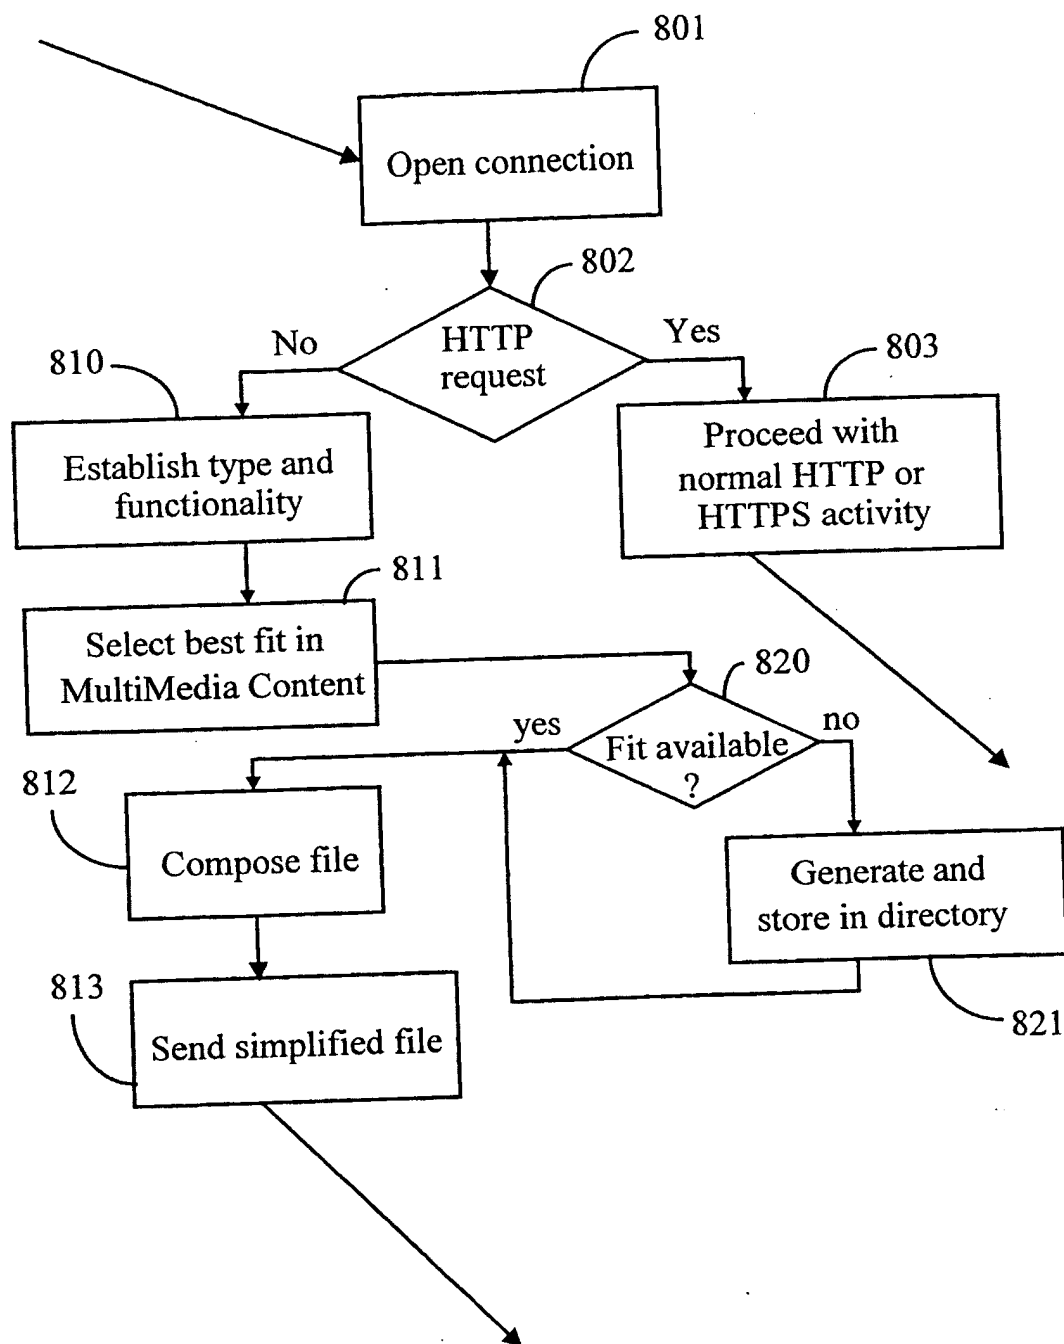 801
Open connection
802
HTTP
request
No
Yes
810
803
Establish type and
functionality
Proceed with
normal HTTP or
HTTPS activity
811
Select best fit in
MultiMedia Content
820
Fit available
?
yes
no
812
Compose file
Generate and
store in directory
821
813
Send simplified file